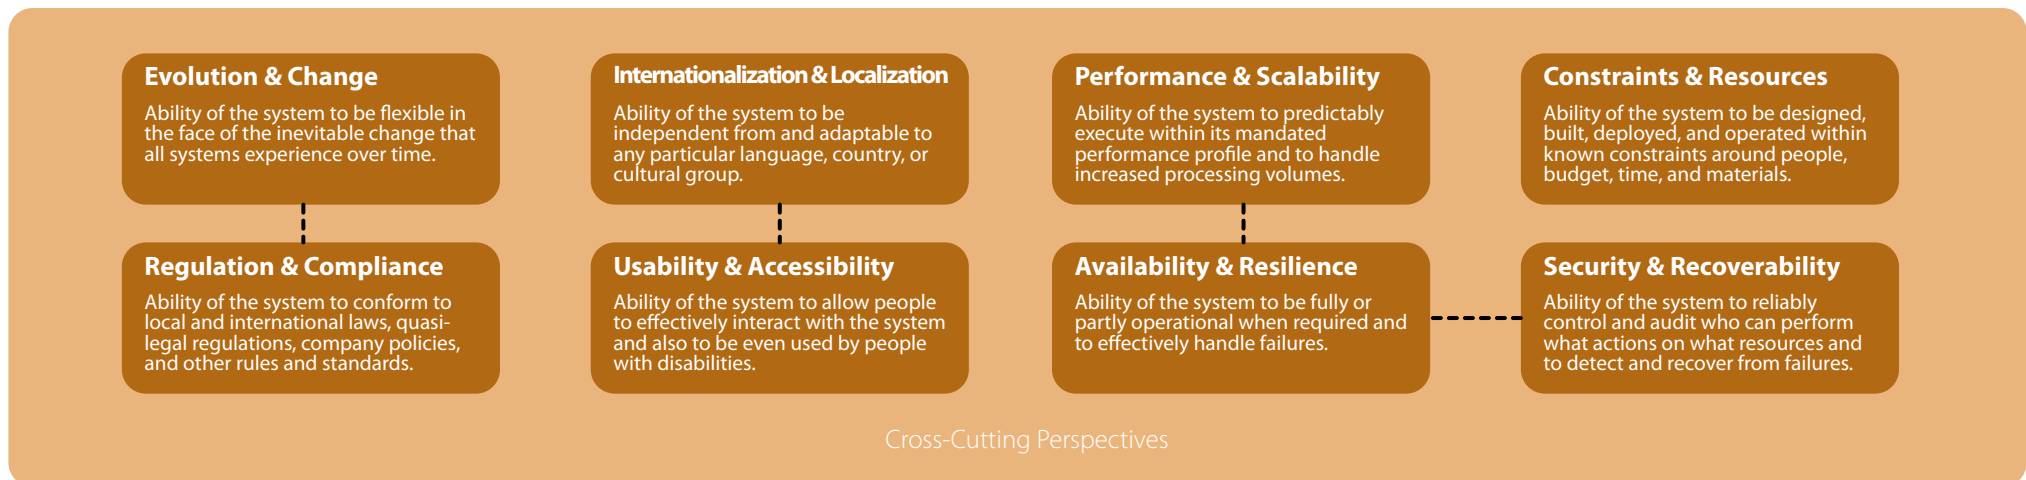 Evolution & Change
Ability of the system to be flexible in
the face of the inevitable change that
all systems experience over time.
Internationalization & Localization
Ability of the system to be
independent from and adaptable to
any particular language, country, or
cultural group.
Performance & Scalability
Ability of the system to predictably
execute within its mandated
performance profile and to handle
increased processing volumes.
Constraints & Resources
Ability of the system to be designed,
built, deployed, and operated within
known constraints around people,
budget, time, and materials.
Regulation & Compliance
Ability of the system to conform to
local and international laws, quasi-
legal regulations, company policies,
and other rules and standards.
Usability & Accessibility
Ability of the system to allow people
to effectively interact with the system
and also to be even used by people
with disabilities.
Availability & Resilience
Ability of the system to be fully or
partly operational when required and
to effectively handle failures.
Security & Recoverability
Ability of the system to reliably
control and audit who can perform
what actions on what resources and
to detect and recover from failures.
Cross-Cutting Perspectives